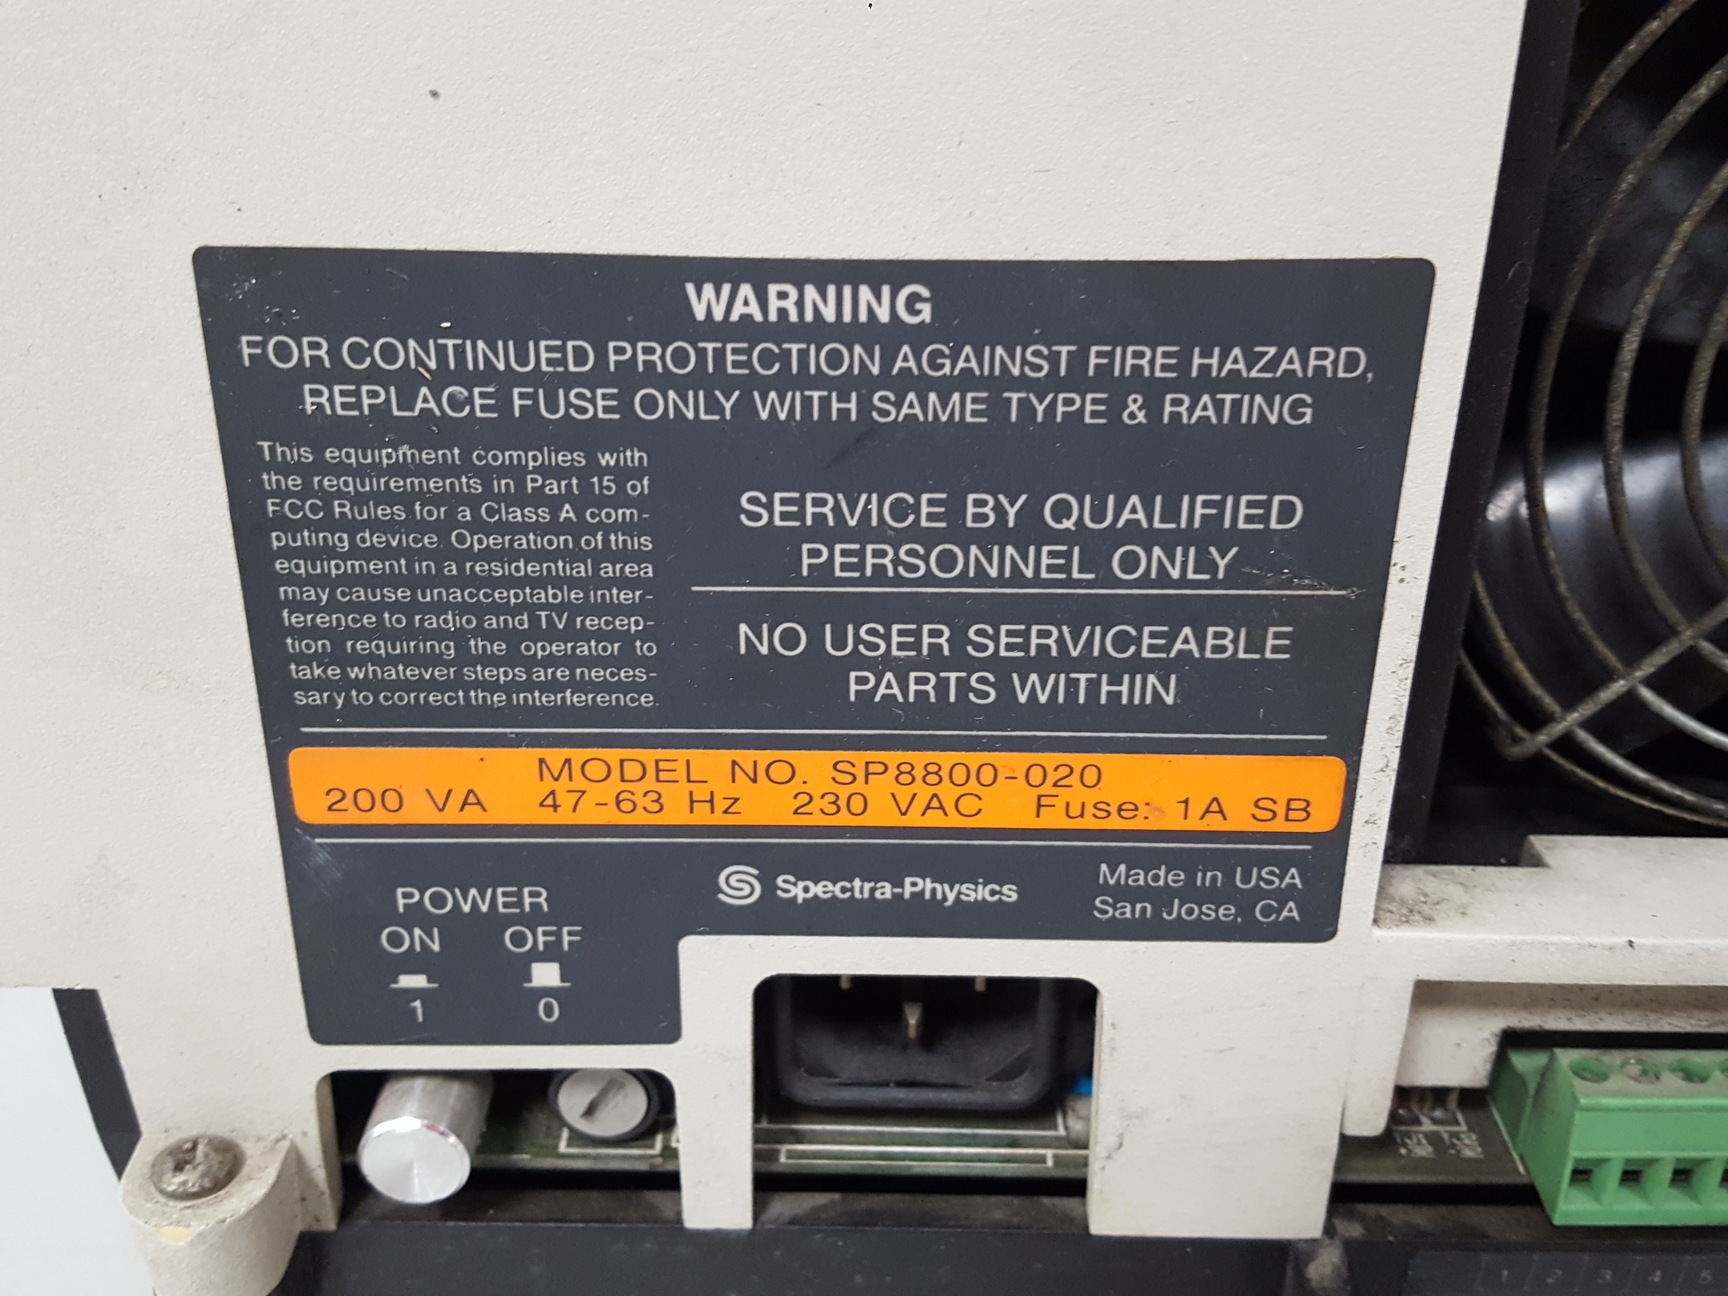 WARNING
FOR CONTINUED PROTECTION AGAINST FIRE HAZARD,
REPLACE FUSE ONLY WITH SAME TYPE & RATING
This equipment complies with
the requirements in Part 15 of
FCC Rules for a Class A com-
puting device. Operation of this
equipment in a residential area
may cause unacceptable inter-
ference to radio and TV recep-
tion requiring the operator to
take whatever steps are neces-
sary to correct the interference.
SERVICE BY QUALIFIED
PERSONNEL ONLY
NO USER SERVICEABLE
PARTS WITHIN
MODEL NO. SP8800-020
200 VA 47-63 Hz 230 VAC Fuse: 1A SB
POWER
ON OFF
1 0
Spectra-Physics
Made in USA
San Jose, CA
1 2 3 4 5